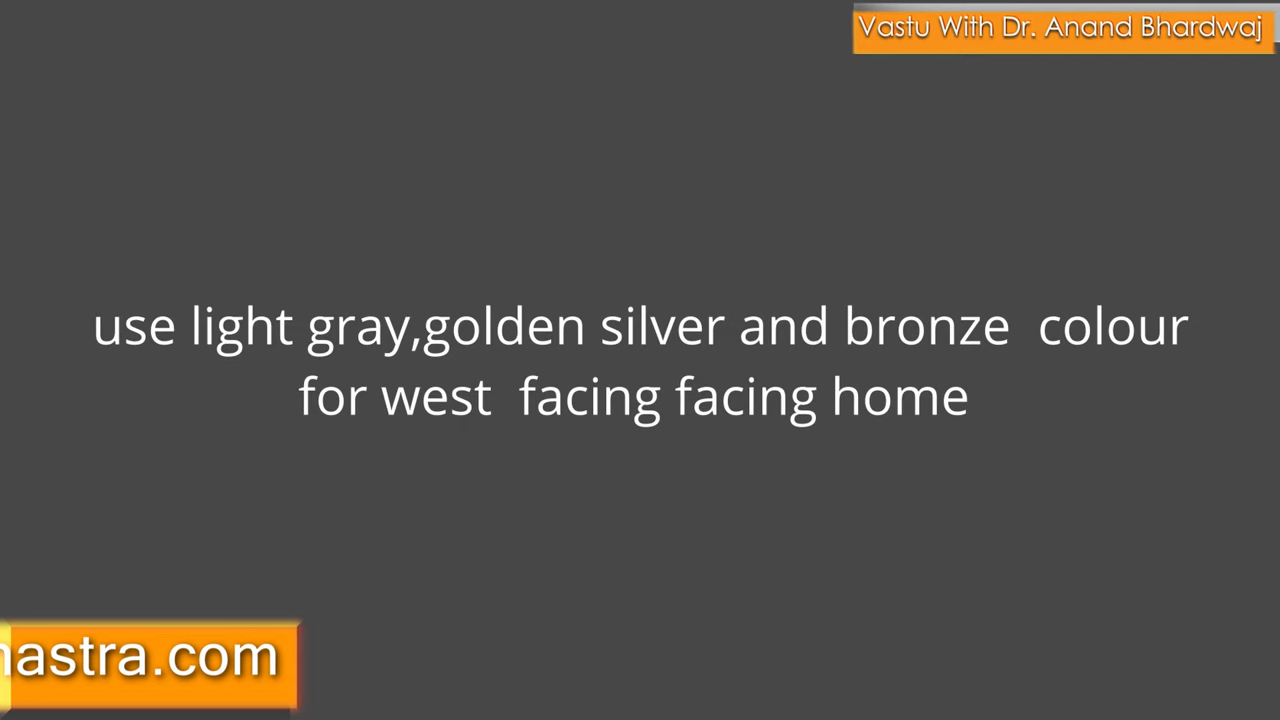 Vastu With Dr. Anand Bhardwaj
use light gray,golden silver and bronze  colour
for west  facing facing home
hastra.com